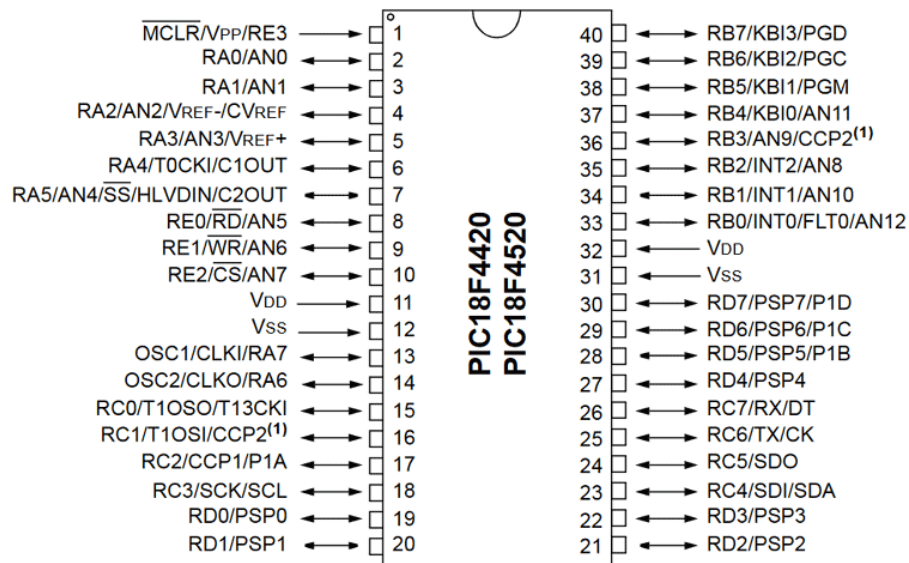 MCLR/VPP/RE3 1 40 RB7/KBI3/PGD
RA0/AN0 2 39 RB6/KBI2/PGC
RA1/AN1 3 38 RB5/KBI1/PGM
RA2/AN2/VREF-/CVREF 4 37 RB4/KBI0/AN11
RA3/AN3/VREF+ 5 36 RB3/AN9/CCP2(1)
RA4/T0CKI/C1OUT 6 35 RB2/INT2/AN8
RA5/AN4/SS/HLVDIN/C2OUT 7 34 RB1/INT1/AN10
RE0/RD/AN5 8 33 RB0/INT0/FLT0/AN12
RE1/WR/AN6 9 32 VDD
RE2/CS/AN7 10 31 VSS
VDD 11 30 RD7/PSP7/P1D
VSS 12 29 RD6/PSP6/P1C
OSC1/CLKI/RA7 13 28 RD5/PSP5/P1B
OSC2/CLKO/RA6 14 27 RD4/PSP4
RC0/T1OSO/T13CKI 15 26 RC7/RX/DT
RC1/T1OSI/CCP2(1) 16 25 RC6/TX/CK
RC2/CCP1/P1A 17 24 RC5/SDO
RC3/SCK/SCL 18 23 RC4/SDI/SDA
RD0/PSP0 19 22 RD3/PSP3
RD1/PSP1 20 21 RD2/PSP2
PIC18F4420
PIC18F4520